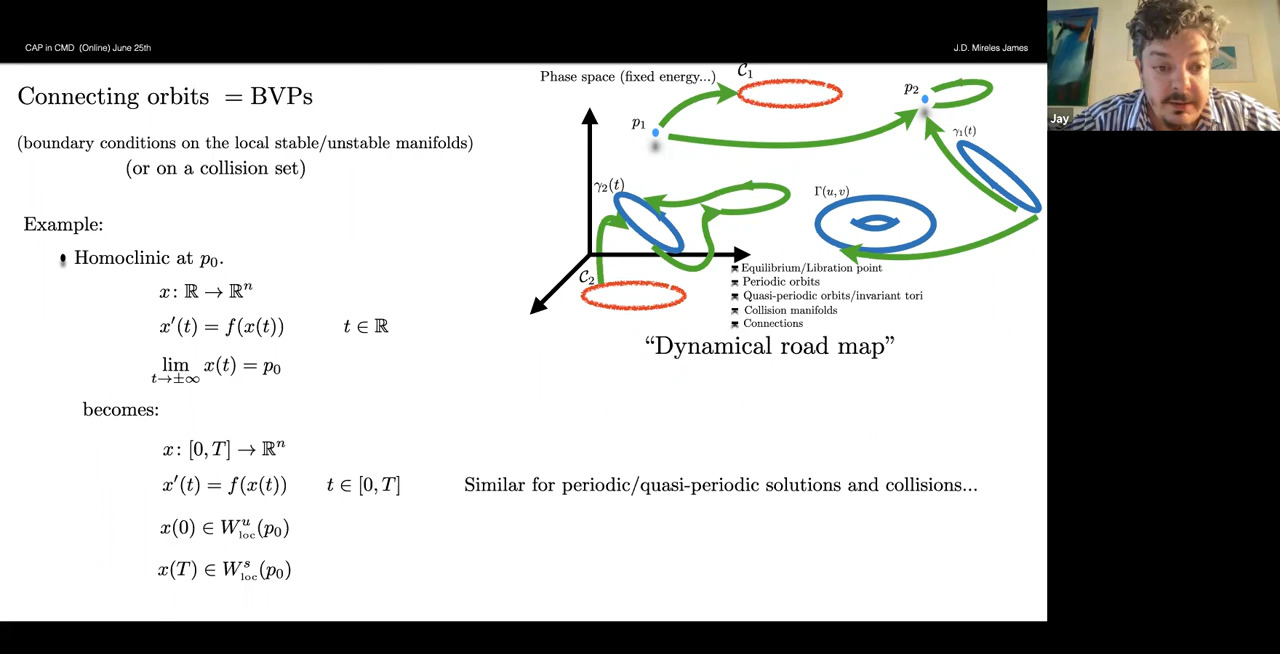 CAP in CMD (Online) June 25th
J.D. Mireles James
Jay
Connecting orbits = BVPs
(boundary conditions on the local stable/unstable manifolds)
(or on a collision set)
Example:
Homoclinic at p₀.
x: ℝ → ℝⁿ
x′(t) = f(x(t)) t ∈ ℝ
lim x(t) = p₀
t→±∞
becomes:
x: [0, T] → ℝⁿ
x′(t) = f(x(t)) t ∈ [0, T]
x(0) ∈ Wᵘ_loc(p₀)
x(T) ∈ Wˢ_loc(p₀)
Phase space (fixed energy...)
C₁
p₁
p₂
γ₁(t)
γ₂(t)
Γ(u, v)
C₂
Equilibrium/Libration point
Periodic orbits
Quasi-periodic orbits/invariant tori
Collision manifolds
Connections
“Dynamical road map”
Similar for periodic/quasi-periodic solutions and collisions...